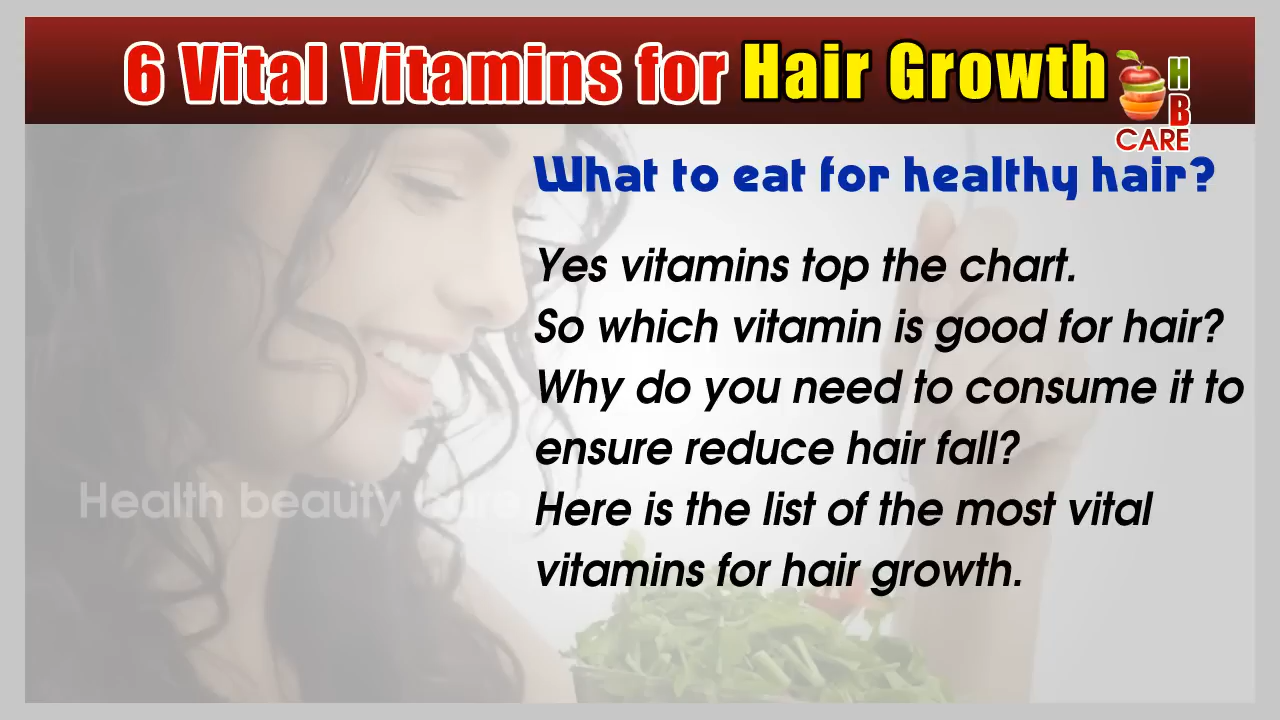 6 Vital Vitamins for Hair Growth
H
B
CARE
What to eat for healthy hair?
Yes vitamins top the chart.
So which vitamin is good for hair?
Why do you need to consume it to
ensure reduce hair fall?
Here is the list of the most vital
vitamins for hair growth.
Health beauty Care